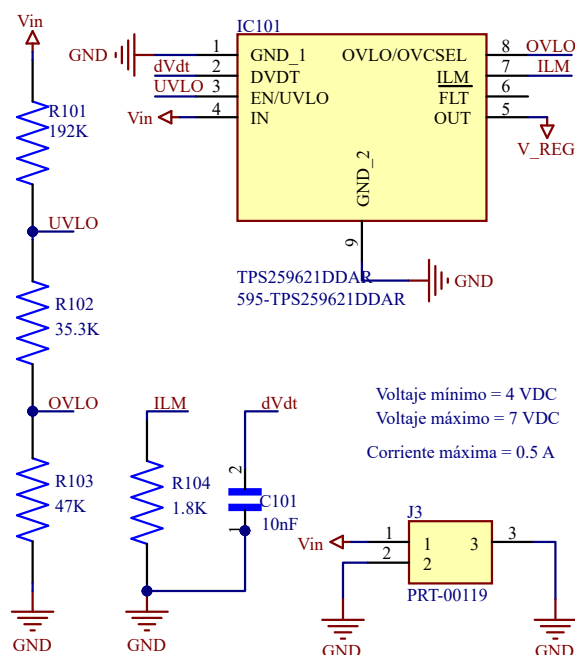 Vin
R101
192K
UVLO
R102
35.3K
OVLO
R103
47K
GND
IC101
GND
1
GND_1
OVLO/OVCSEL
8
OVLO
dVdt
2
DVDT
ILM
7
ILM
UVLO
3
EN/UVLO
FLT
6
Vin
4
IN
OUT
5
V_REG
GND_2
9
GND
TPS259621DDAR
595-TPS259621DDAR
ILM
R104
1.8K
GND
dVdt
2
C101
1
10nF
Voltaje mínimo = 4 VDC
Voltaje máximo = 7 VDC
Corriente máxima = 0.5 A
J3
Vin
1
1
3
3
2
2
PRT-00119
GND
GND